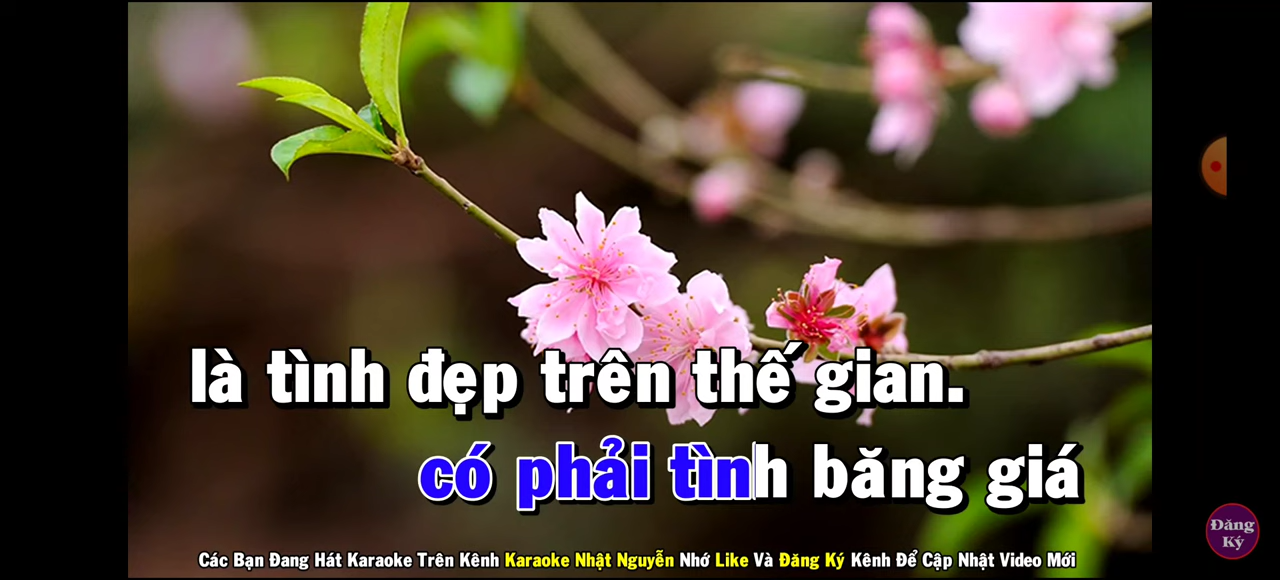 là tình đẹp trên thế gian.
có phải tình băng giá
Đăng
Ký
Các Bạn Đang Hát Karaoke Trên Kênh Karaoke Nhật Nguyễn Nhớ Like Và Đăng Ký Kênh Để Cập Nhật Video Mới